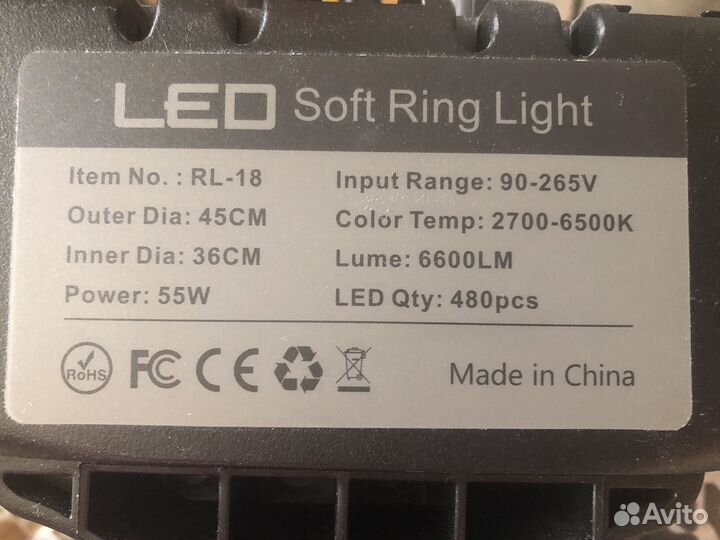 LED Soft Ring Light
Item No. : RL-18
Outer Dia: 45CM
Inner Dia: 36CM
Power: 55W
Input Range: 90-265V
Color Temp: 2700-6500K
Lume: 6600LM
LED Qty: 480pcs
RoHS FC CE
Made in China
Avito